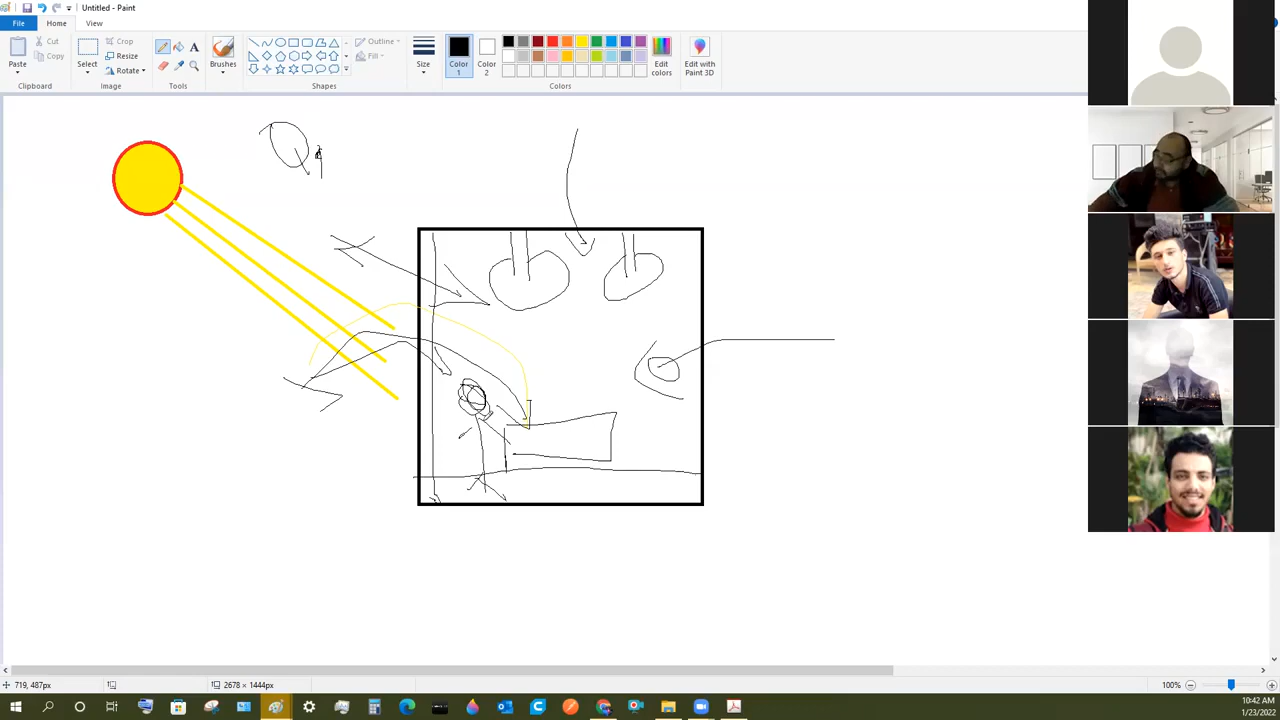 Untitled - Paint
File
Home
View
Paste
Cut
Copy
Clipboard
Select
Crop
Resize
Rotate
Image
A
Tools
Brushes
Shapes
Outline
Fill
Size
Color 1
Color 2
Edit colors
Colors
Edit with Paint 3D
719, 487px
2678 × 1444px
100%
10:42 AM
1/23/2022